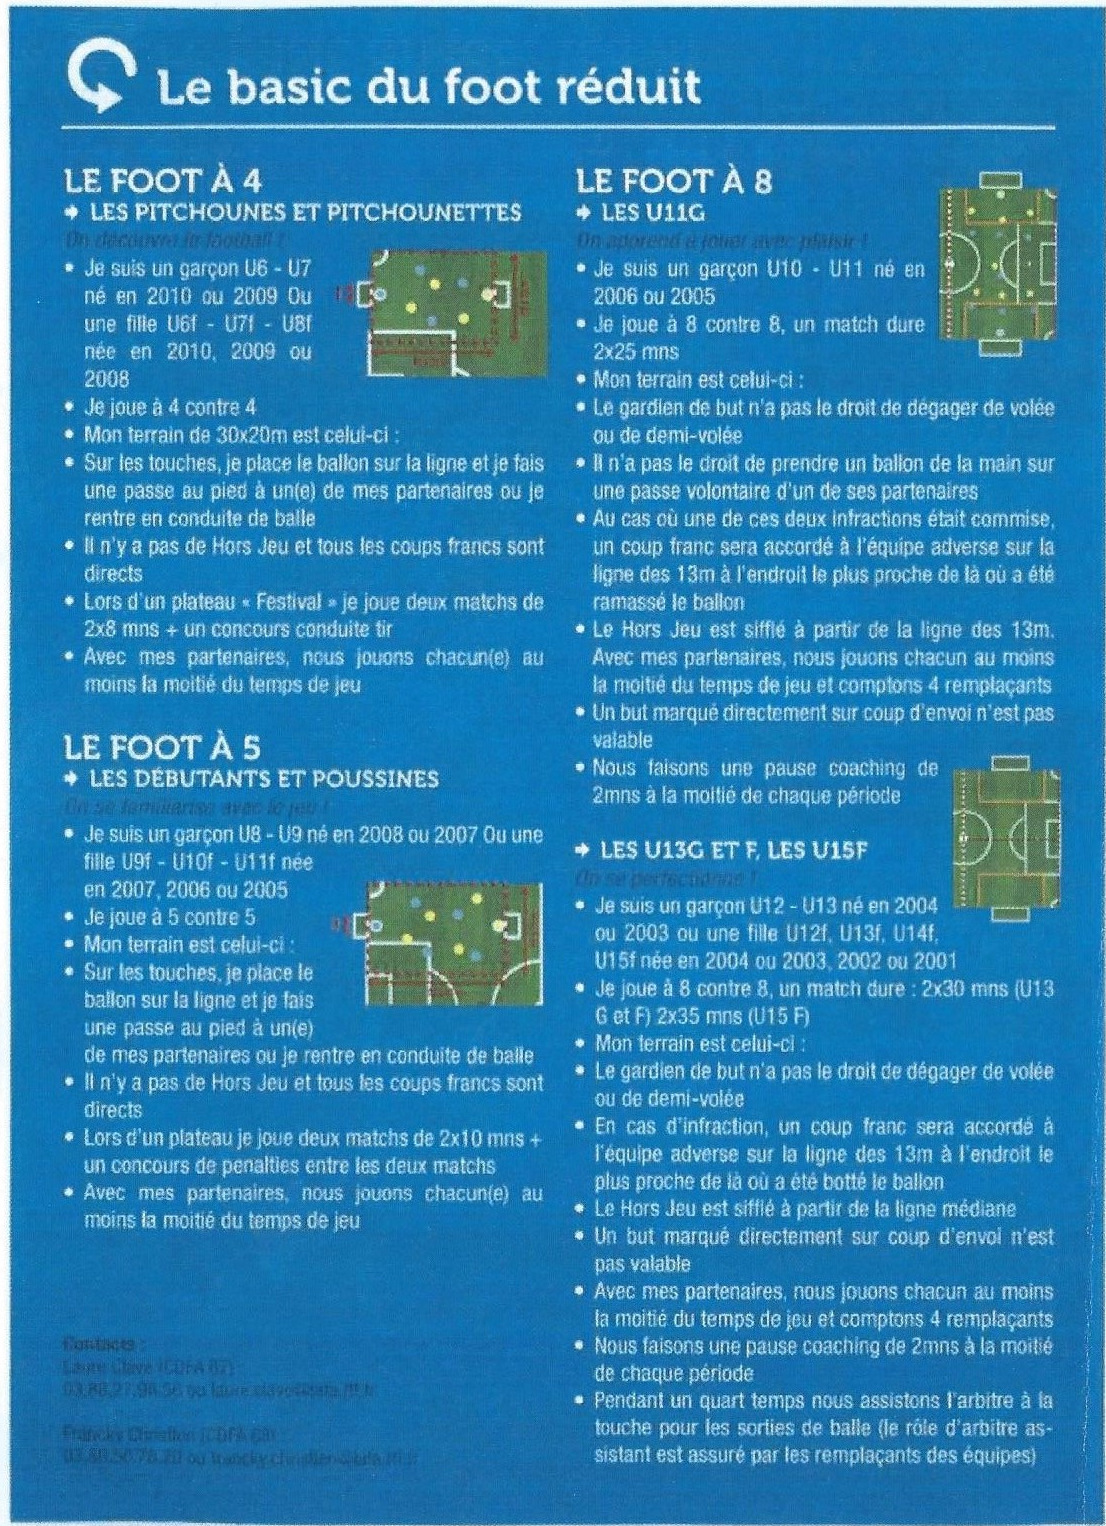 Le basic du foot réduit
LE FOOT À 4
→ LES PITCHOUNES ET PITCHOUNETTES
On découvre le football !
• Je suis un garçon U6 - U7
né en 2010 ou 2009 Ou
une fille U6f - U7f - U8f
née en 2010, 2009 ou
2008
• Je joue à 4 contre 4
• Mon terrain de 30x20m est celui-ci :
• Sur les touches, je place le ballon sur la ligne et je fais
une passe au pied à un(e) de mes partenaires ou je
rentre en conduite de balle
• Il n'y a pas de Hors Jeu et tous les coups francs sont
directs
• Lors d'un plateau « Festival » je joue deux matchs de
2x8 mns + un concours conduite tir
• Avec mes partenaires, nous jouons chacun(e) au
moins la moitié du temps de jeu
LE FOOT À 5
→ LES DÉBUTANTS ET POUSSINES
On se familiarise avec le jeu !
• Je suis un garçon U8 - U9 né en 2008 ou 2007 Ou une
fille U9f - U10f - U11f née
en 2007, 2006 ou 2005
• Je joue à 5 contre 5
• Mon terrain est celui-ci :
• Sur les touches, je place le
ballon sur la ligne et je fais
une passe au pied à un(e)
de mes partenaires ou je rentre en conduite de balle
• Il n'y a pas de Hors Jeu et tous les coups francs sont
directs
• Lors d'un plateau je joue deux matchs de 2x10 mns +
un concours de penalties entre les deux matchs
• Avec mes partenaires, nous jouons chacun(e) au
moins la moitié du temps de jeu
Contacts :
Laure Clave (CDFA 67)
Francky Christien (CDFA 68)
LE FOOT À 8
→ LES U11G
On apprend à jouer avec plaisir !
• Je suis un garçon U10 - U11 né en
2006 ou 2005
• Je joue à 8 contre 8, un match dure
2x25 mns
• Mon terrain est celui-ci :
• Le gardien de but n'a pas le droit de dégager de volée
ou de demi-volée
• Il n'a pas le droit de prendre un ballon de la main sur
une passe volontaire d'un de ses partenaires
• Au cas où une de ces deux infractions était commise,
un coup franc sera accordé à l'équipe adverse sur la
ligne des 13m à l'endroit le plus proche de là où a été
ramassé le ballon
• Le Hors Jeu est sifflé à partir de la ligne des 13m.
Avec mes partenaires, nous jouons chacun au moins
la moitié du temps de jeu et comptons 4 remplaçants
• Un but marqué directement sur coup d'envoi n'est pas
valable
• Nous faisons une pause coaching de
2mns à la moitié de chaque période
→ LES U13G ET F, LES U15F
On se perfectionne !
• Je suis un garçon U12 - U13 né en 2004
ou 2003 ou une fille U12f, U13f, U14f,
U15f née en 2004 ou 2003, 2002 ou 2001
• Je joue à 8 contre 8, un match dure : 2x30 mns (U13
G et F) 2x35 mns (U15 F)
• Mon terrain est celui-ci :
• Le gardien de but n'a pas le droit de dégager de volée
ou de demi-volée
• En cas d'infraction, un coup franc sera accordé à
l'équipe adverse sur la ligne des 13m à l'endroit le
plus proche de là où a été botté le ballon
• Le Hors Jeu est sifflé à partir de la ligne médiane
• Un but marqué directement sur coup d'envoi n'est
pas valable
• Avec mes partenaires, nous jouons chacun au moins
la moitié du temps de jeu et comptons 4 remplaçants
• Nous faisons une pause coaching de 2mns à la moitié
de chaque période
• Pendant un quart temps nous assistons l'arbitre à la
touche pour les sorties de balle (le rôle d'arbitre as-
sistant est assuré par les remplaçants des équipes)